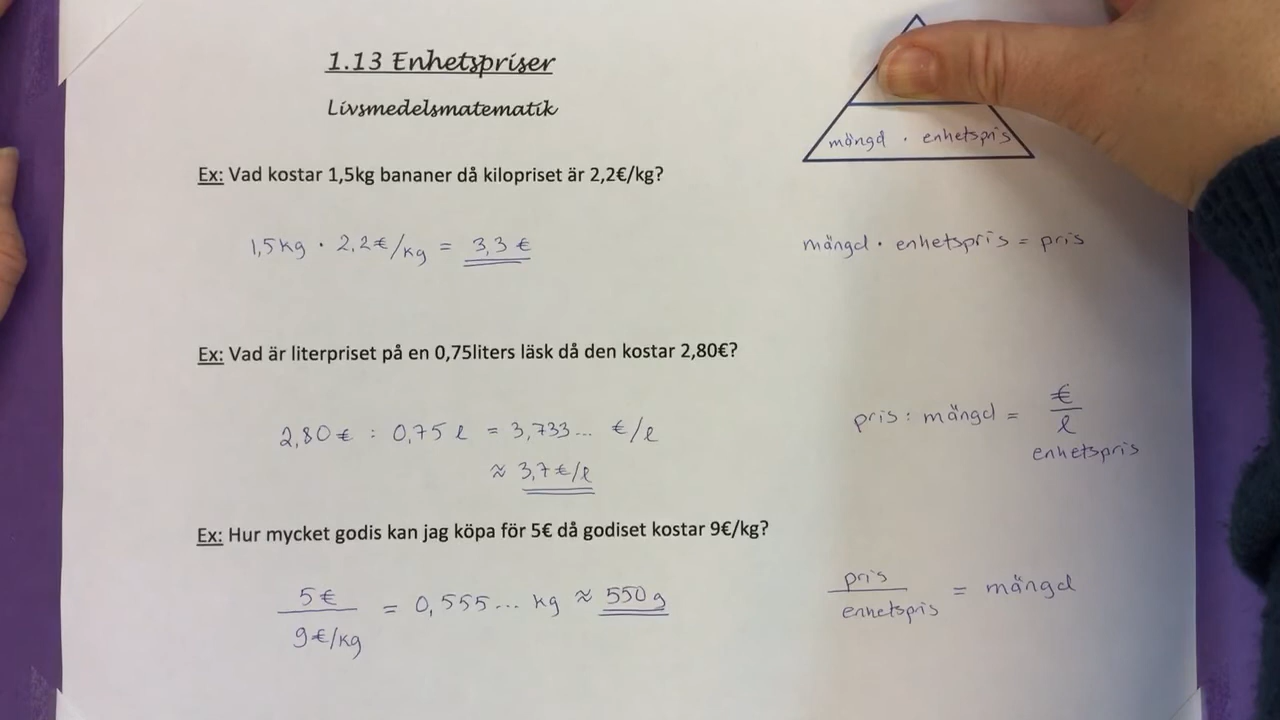 1.13 Enhetspriser
Livsmedelsmatematik
mängd · enhetspris
Ex: Vad kostar 1,5kg bananer då kilopriset är 2,2€/kg?
1,5kg · 2,2€/kg = 3,3 €
mängd · enhetspris = pris
Ex: Vad är literpriset på en 0,75liters läsk då den kostar 2,80€?
2,80 € : 0,75 l = 3,733... €/l
≈ 3,7€/l
pris : mängd = €/l
enhetspris
Ex: Hur mycket godis kan jag köpa för 5€ då godiset kostar 9€/kg?
5€
9€/kg
= 0,555... kg ≈ 550g
pris
enhetspris
= mängd